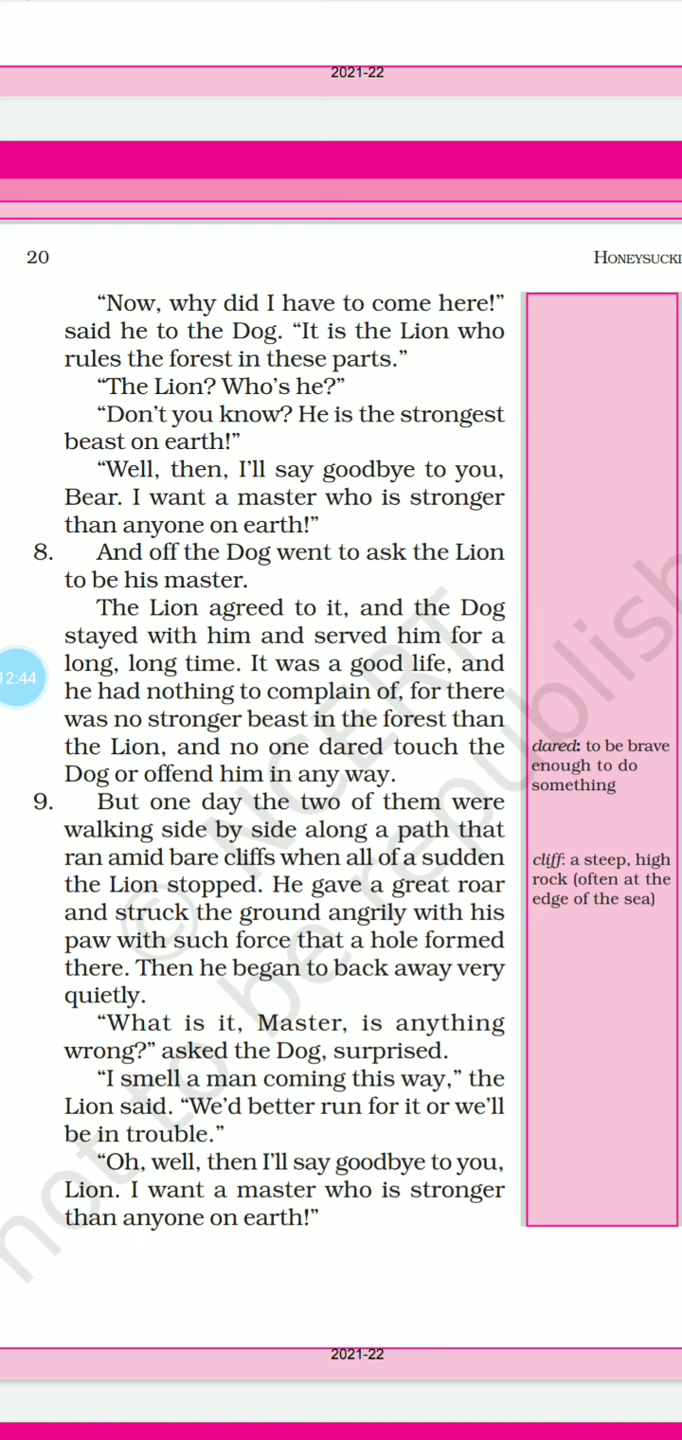 2021-22
20
HONEYSUCKL
“Now, why did I have to come here!”
said he to the Dog. “It is the Lion who
rules the forest in these parts.”
“The Lion? Who’s he?”
“Don’t you know? He is the strongest
beast on earth!”
“Well, then, I’ll say goodbye to you,
Bear. I want a master who is stronger
than anyone on earth!”
8. And off the Dog went to ask the Lion
to be his master.
The Lion agreed to it, and the Dog
stayed with him and served him for a
long, long time. It was a good life, and
12:44
he had nothing to complain of, for there
was no stronger beast in the forest than
the Lion, and no one dared touch the
Dog or offend him in any way.
dared: to be brave
enough to do
something
9. But one day the two of them were
walking side by side along a path that
ran amid bare cliffs when all of a sudden
the Lion stopped. He gave a great roar
and struck the ground angrily with his
paw with such force that a hole formed
there. Then he began to back away very
quietly.
cliff: a steep, high
rock (often at the
edge of the sea)
“What is it, Master, is anything
wrong?” asked the Dog, surprised.
“I smell a man coming this way,” the
Lion said. “We’d better run for it or we’ll
be in trouble.”
“Oh, well, then I’ll say goodbye to you,
Lion. I want a master who is stronger
than anyone on earth!”
© NCERT
not to be republish
2021-22